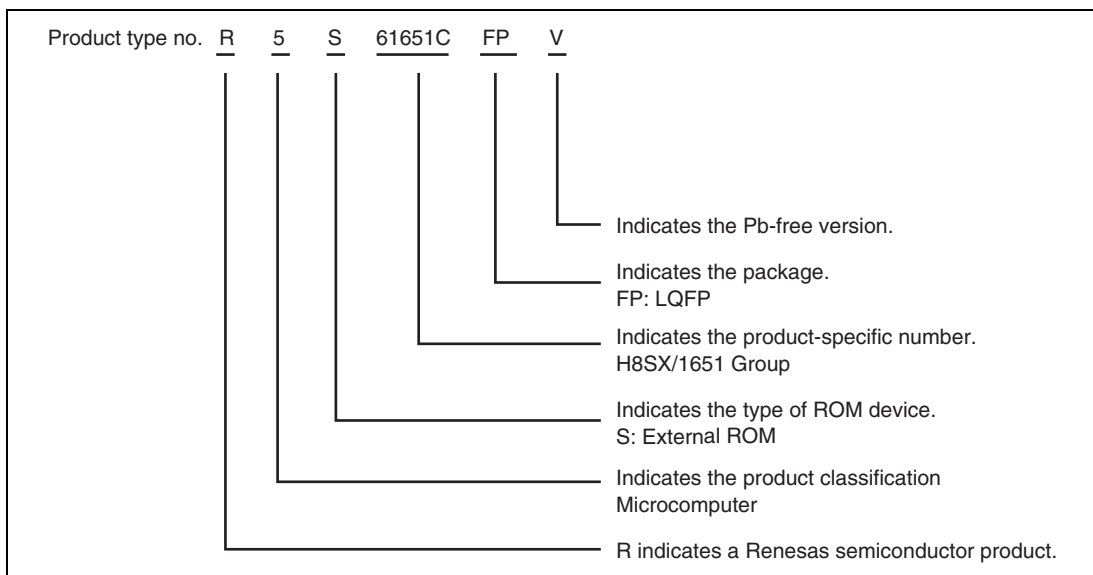 Product type no. R 5 S 61651C FP V
Indicates the Pb-free version.
Indicates the package.
FP: LQFP
Indicates the product-specific number.
H8SX/1651 Group
Indicates the type of ROM device.
S: External ROM
Indicates the product classification
Microcomputer
R indicates a Renesas semiconductor product.